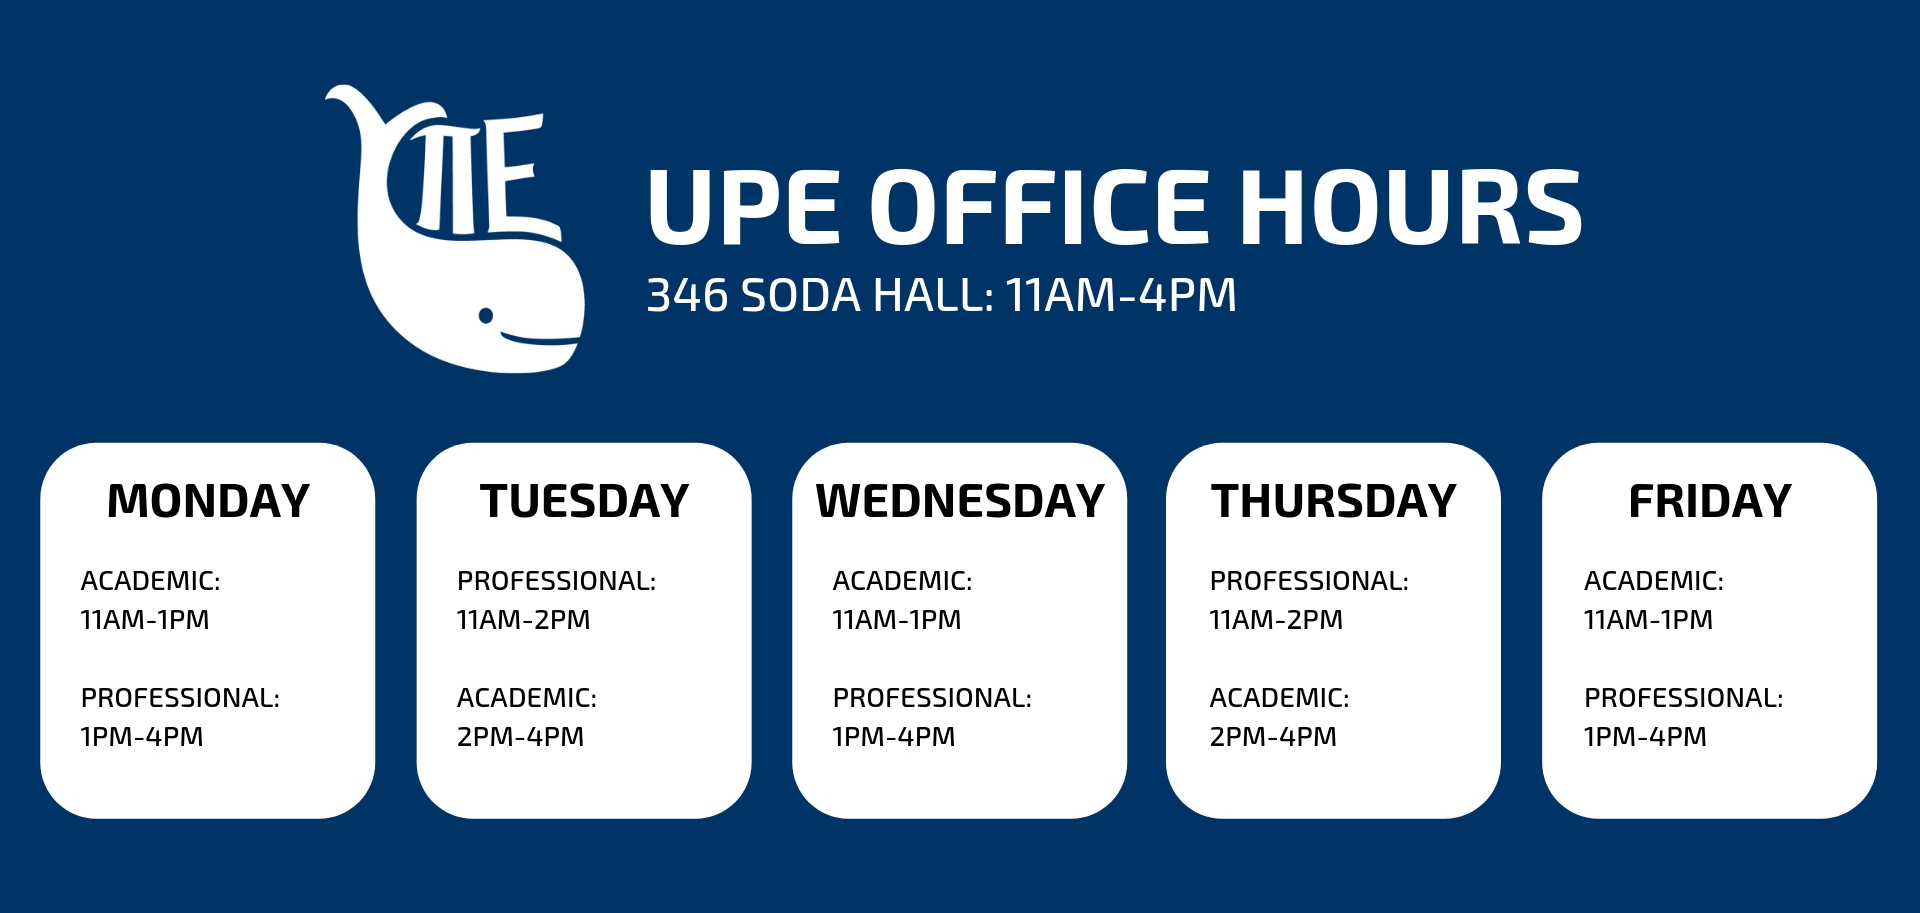 ΥΠΕ
UPE OFFICE HOURS
346 SODA HALL: 11AM-4PM
MONDAY
ACADEMIC:
11AM-1PM
PROFESSIONAL:
1PM-4PM
TUESDAY
PROFESSIONAL:
11AM-2PM
ACADEMIC:
2PM-4PM
WEDNESDAY
ACADEMIC:
11AM-1PM
PROFESSIONAL:
1PM-4PM
THURSDAY
PROFESSIONAL:
11AM-2PM
ACADEMIC:
2PM-4PM
FRIDAY
ACADEMIC:
11AM-1PM
PROFESSIONAL:
1PM-4PM